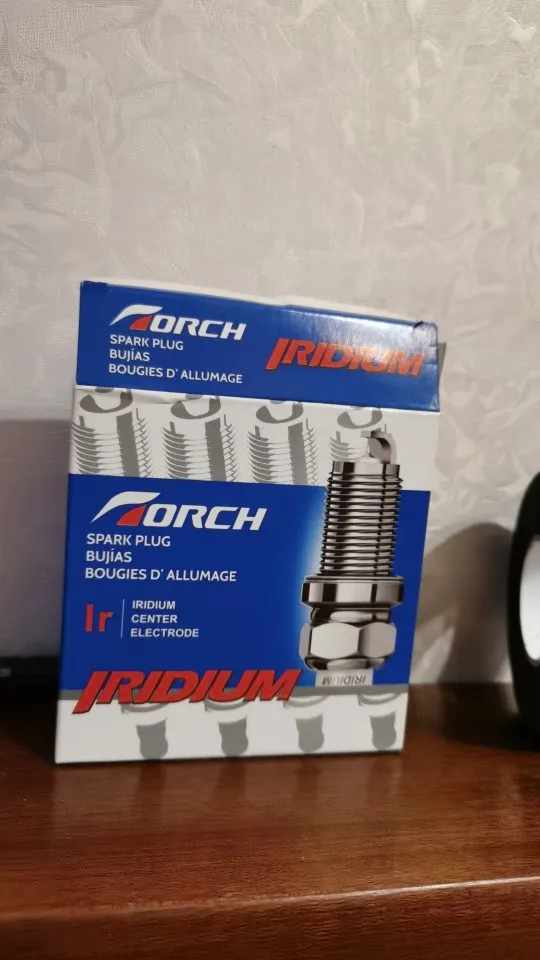 TORCH
SPARK PLUG
BUJÍAS
BOUGIES D' ALLUMAGE
IRIDIUM
TORCH
SPARK PLUG
BUJÍAS
BOUGIES D' ALLUMAGE
Ir
IRIDIUM
CENTER
ELECTRODE
IRIDIUM
IRIDIUM